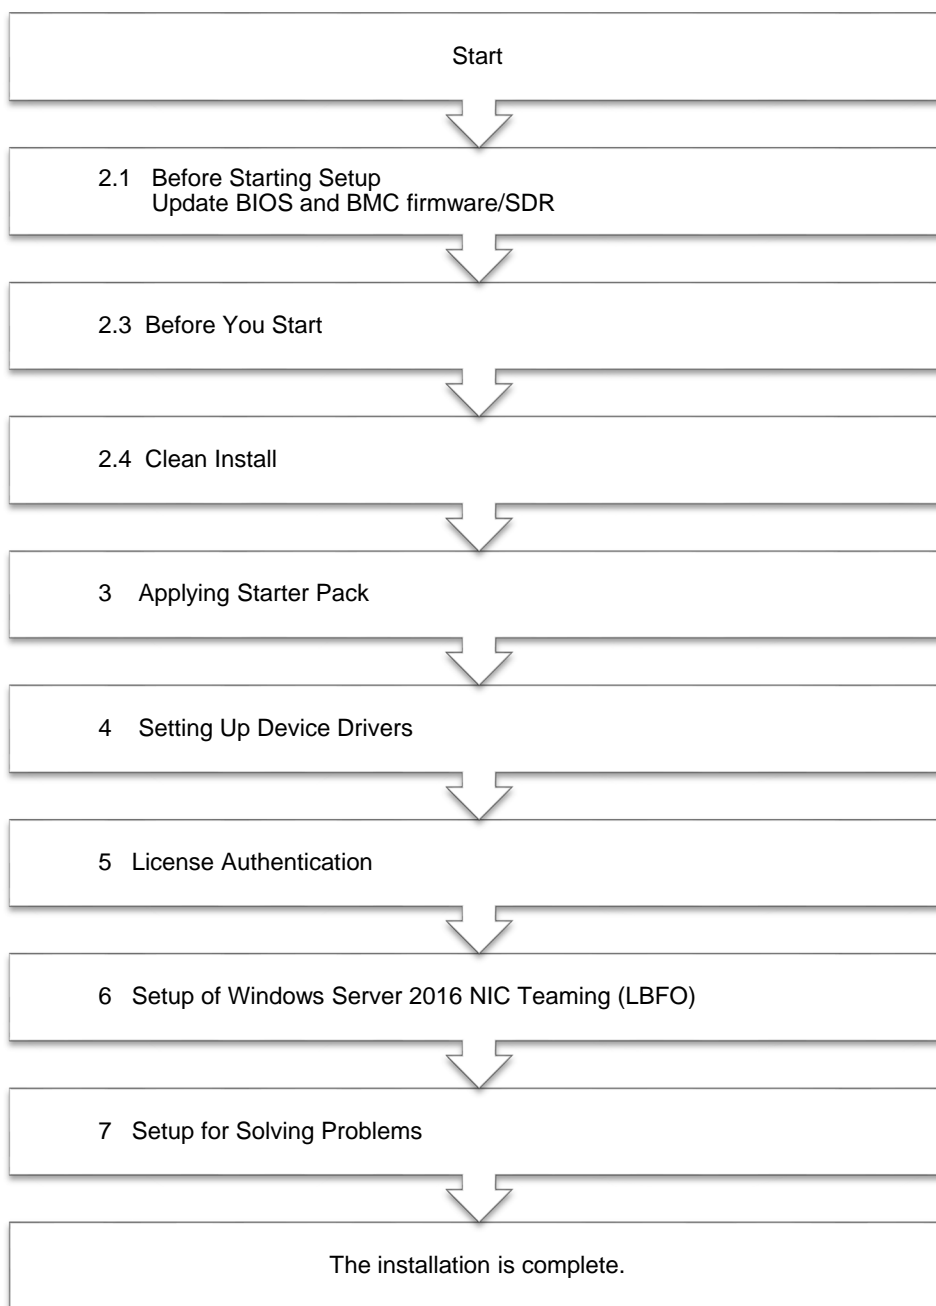 Start
2.1 Before Starting Setup
Update BIOS and BMC firmware/SDR
2.3 Before You Start
2.4 Clean Install
3 Applying Starter Pack
4 Setting Up Device Drivers
5 License Authentication
6 Setup of Windows Server 2016 NIC Teaming (LBFO)
7 Setup for Solving Problems
The installation is complete.